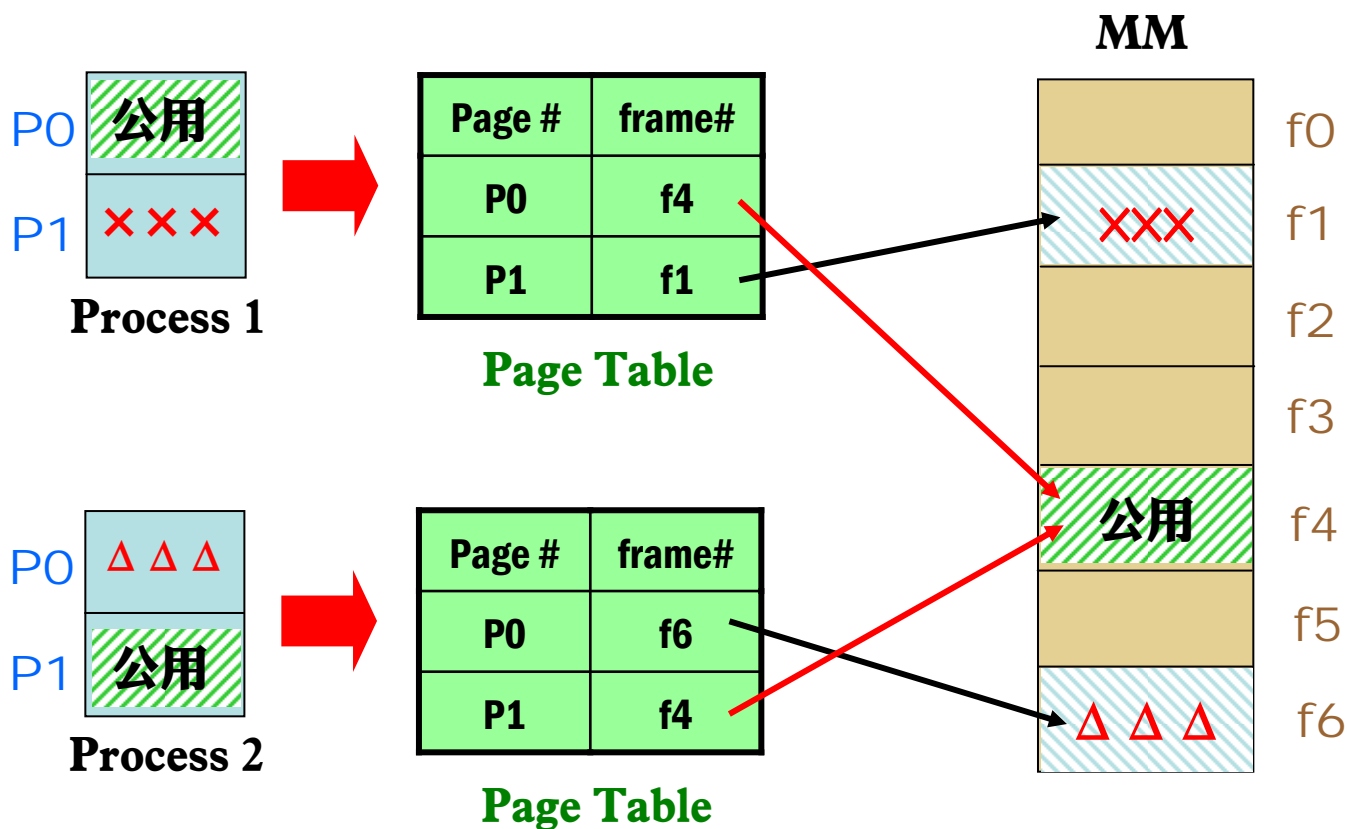 MM
P0
公用
P1
×××
Process 1
Page # frame#
P0 f4
P1 f1
Page Table
P0
Δ Δ Δ
P1
公用
Process 2
Page # frame#
P0 f6
P1 f4
Page Table
f0
×××
f1
f2
f3
公用
f4
f5
Δ Δ Δ
f6